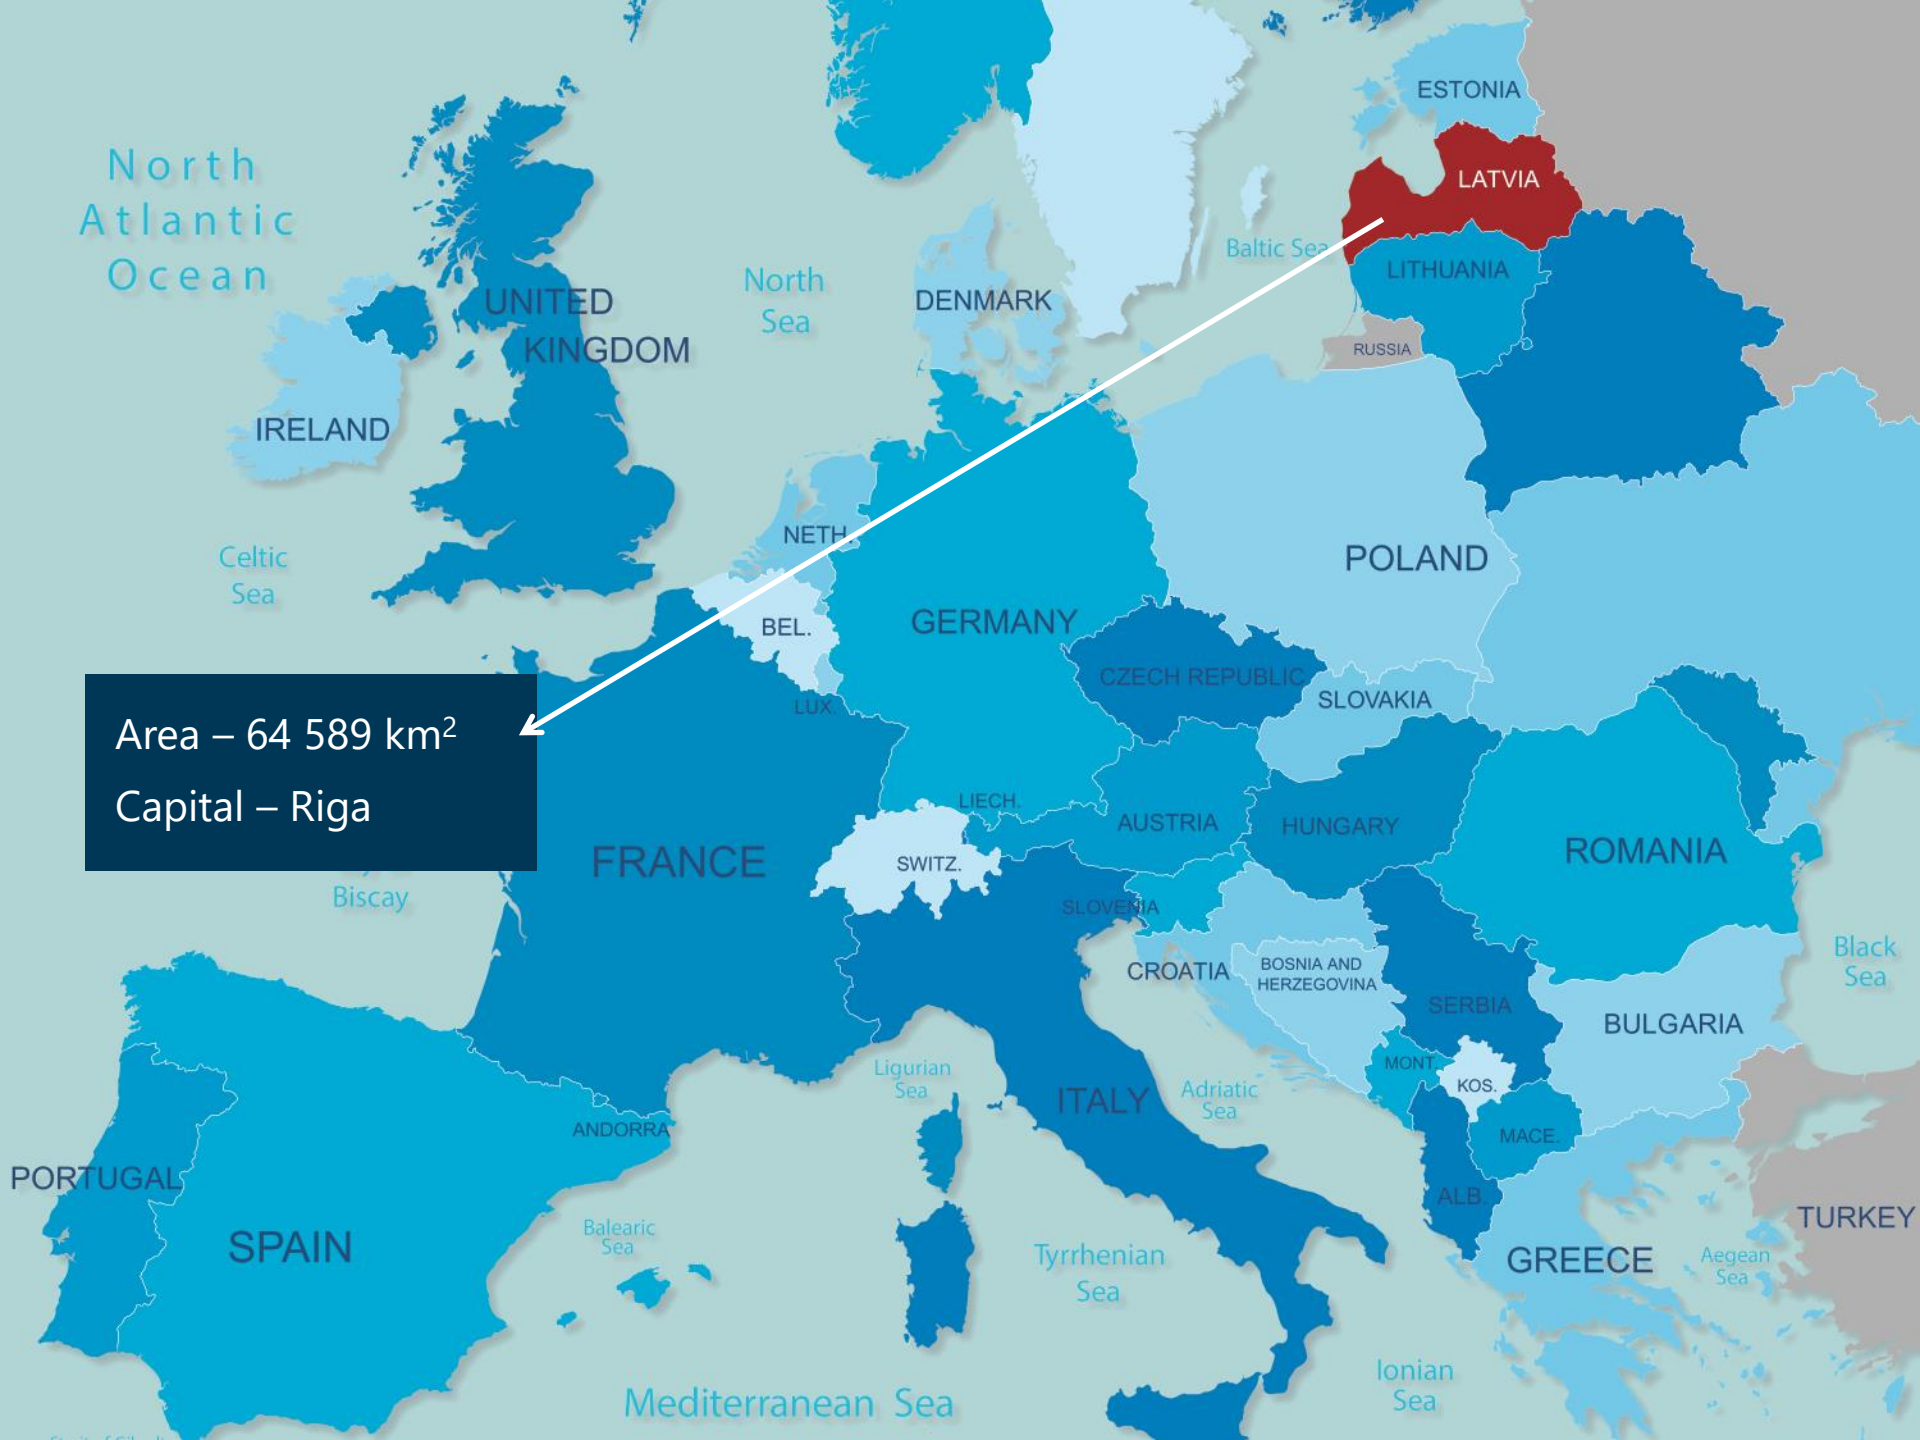 ESTONIA
North
Atlantic
Ocean
LATVIA
Baltic Sea
LITHUANIA
North
Sea
DENMARK
UNITED
KINGDOM
RUSSIA
IRELAND
NETH.
Celtic
Sea
POLAND
BEL.
GERMANY
CZECH REPUBLIC
SLOVAKIA
LUX.
Area – 64 589 km²
Capital – Riga
LIECH.
AUSTRIA
HUNGARY
ROMANIA
FRANCE
SWITZ.
Biscay
SLOVENIA
Black
Sea
CROATIA
BOSNIA AND
HERZEGOVINA
SERBIA
BULGARIA
Ligurian
Sea
MONT.
KOS.
ITALY
Adriatic
Sea
ANDORRA
MACE.
PORTUGAL
ALB.
TURKEY
SPAIN
Balearic
Sea
Tyrrhenian
Sea
GREECE
Aegean
Sea
Ionian
Sea
Mediterranean Sea